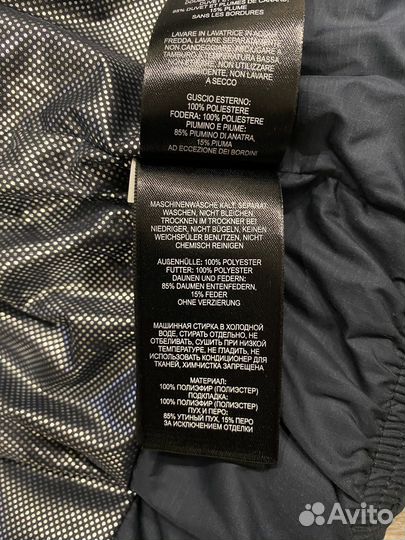 85% DUVET ET PLUMES DE CANARD,
15% PLUME
SANS LES BORDURES
LAVARE IN LAVATRICE IN ACQUA
FREDDA, LAVARE SEPARATAMENTE
NON CANDEGGIARE, ASCIUGARE IN
TAMBURO A TEMPERATURA BASSA
NON UTILIZZARE
NON LAVARE
A SECCO
GUSCIO ESTERNO:
100% POLIESTERE
FODERA: 100% POLIESTERE
PIUMINO E PIUME:
85% PIUMINO DI ANATRA,
15% PIUMA
AD ECCEZIONE DEI BORDINI
MASCHINENWÄSCHE KALT, SEPARAT
WASCHEN, NICHT BLEICHEN,
TROCKNEN IM TROCKNER BEI
NIEDRIGER, NICHT BÜGELN, KEINEN
WEICHSPÜLER BENUTZEN, NICHT
CHEMISCH REINIGEN
AUßENHÜLLE: 100% POLYESTER
FUTTER: 100% POLYESTER
DAUNEN UND FEDERN:
85% DAUMEN ENTENFEDERN,
15% FEDER
OHNE VERZIERUNG
МАШИННАЯ СТИРКА В ХОЛОДНОЙ
ВОДЕ, СТИРАТЬ ОТДЕЛЬНО, НЕ
ОТБЕЛИВАТЬ, СУШИТЬ ПРИ НИЗКОЙ
ТЕМПЕРАТУРЕ, НЕ ГЛАДИТЬ, НЕ
ИСПОЛЬЗОВАТЬ КОНДИЦИОНЕР ДЛЯ
ТКАНЕЙ, ХИМЧИСТКА ЗАПРЕЩЕНА
МАТЕРИАЛ:
100% ПОЛИЭФИР (ПОЛИЭСТЕР)
ПОДКЛАДКА:
100% ПОЛИЭФИР (ПОЛИЭСТЕР)
ПУХ И ПЕРО:
85% УТИНЫЙ ПУХ, 15% ПЕРО
ЗА ИСКЛЮЧЕНИЕМ ОТДЕЛКИ
Avito